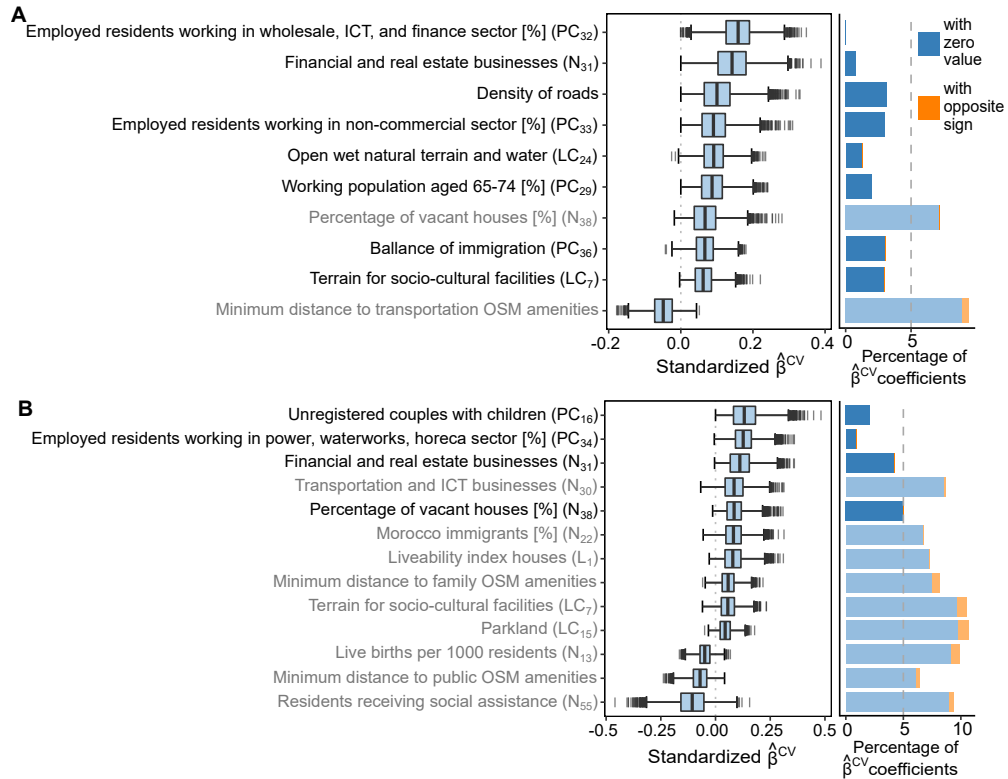 A
Employed residents working in wholesale, ICT, and finance sector [%] (PC32)
Financial and real estate businesses (N31)
Density of roads
Employed residents working in non-commercial sector [%] (PC33)
Open wet natural terrain and water (LC24)
Working population aged 65-74 [%] (PC29)
Percentage of vacant houses [%] (N38)
Ballance of immigration (PC36)
Terrain for socio-cultural facilities (LC7)
Minimum distance to transportation OSM amenities
-0.2 0.0 0.2 0.4
Standardized β̂CV
with
zero
value
with
opposite
sign
0 5
Percentage of
β̂CV coefficients
B
Unregistered couples with children (PC16)
Employed residents working in power, waterworks, horeca sector [%] (PC34)
Financial and real estate businesses (N31)
Transportation and ICT businesses (N30)
Percentage of vacant houses [%] (N38)
Morocco immigrants [%] (N22)
Liveability index houses (L1)
Minimum distance to family OSM amenities
Terrain for socio-cultural facilities (LC7)
Parkland (LC15)
Live births per 1000 residents (N13)
Minimum distance to public OSM amenities
Residents receiving social assistance (N55)
-0.5 -0.25 0.00 0.25 0.5
Standardized β̂CV
0 5 10
Percentage of
β̂CV coefficients